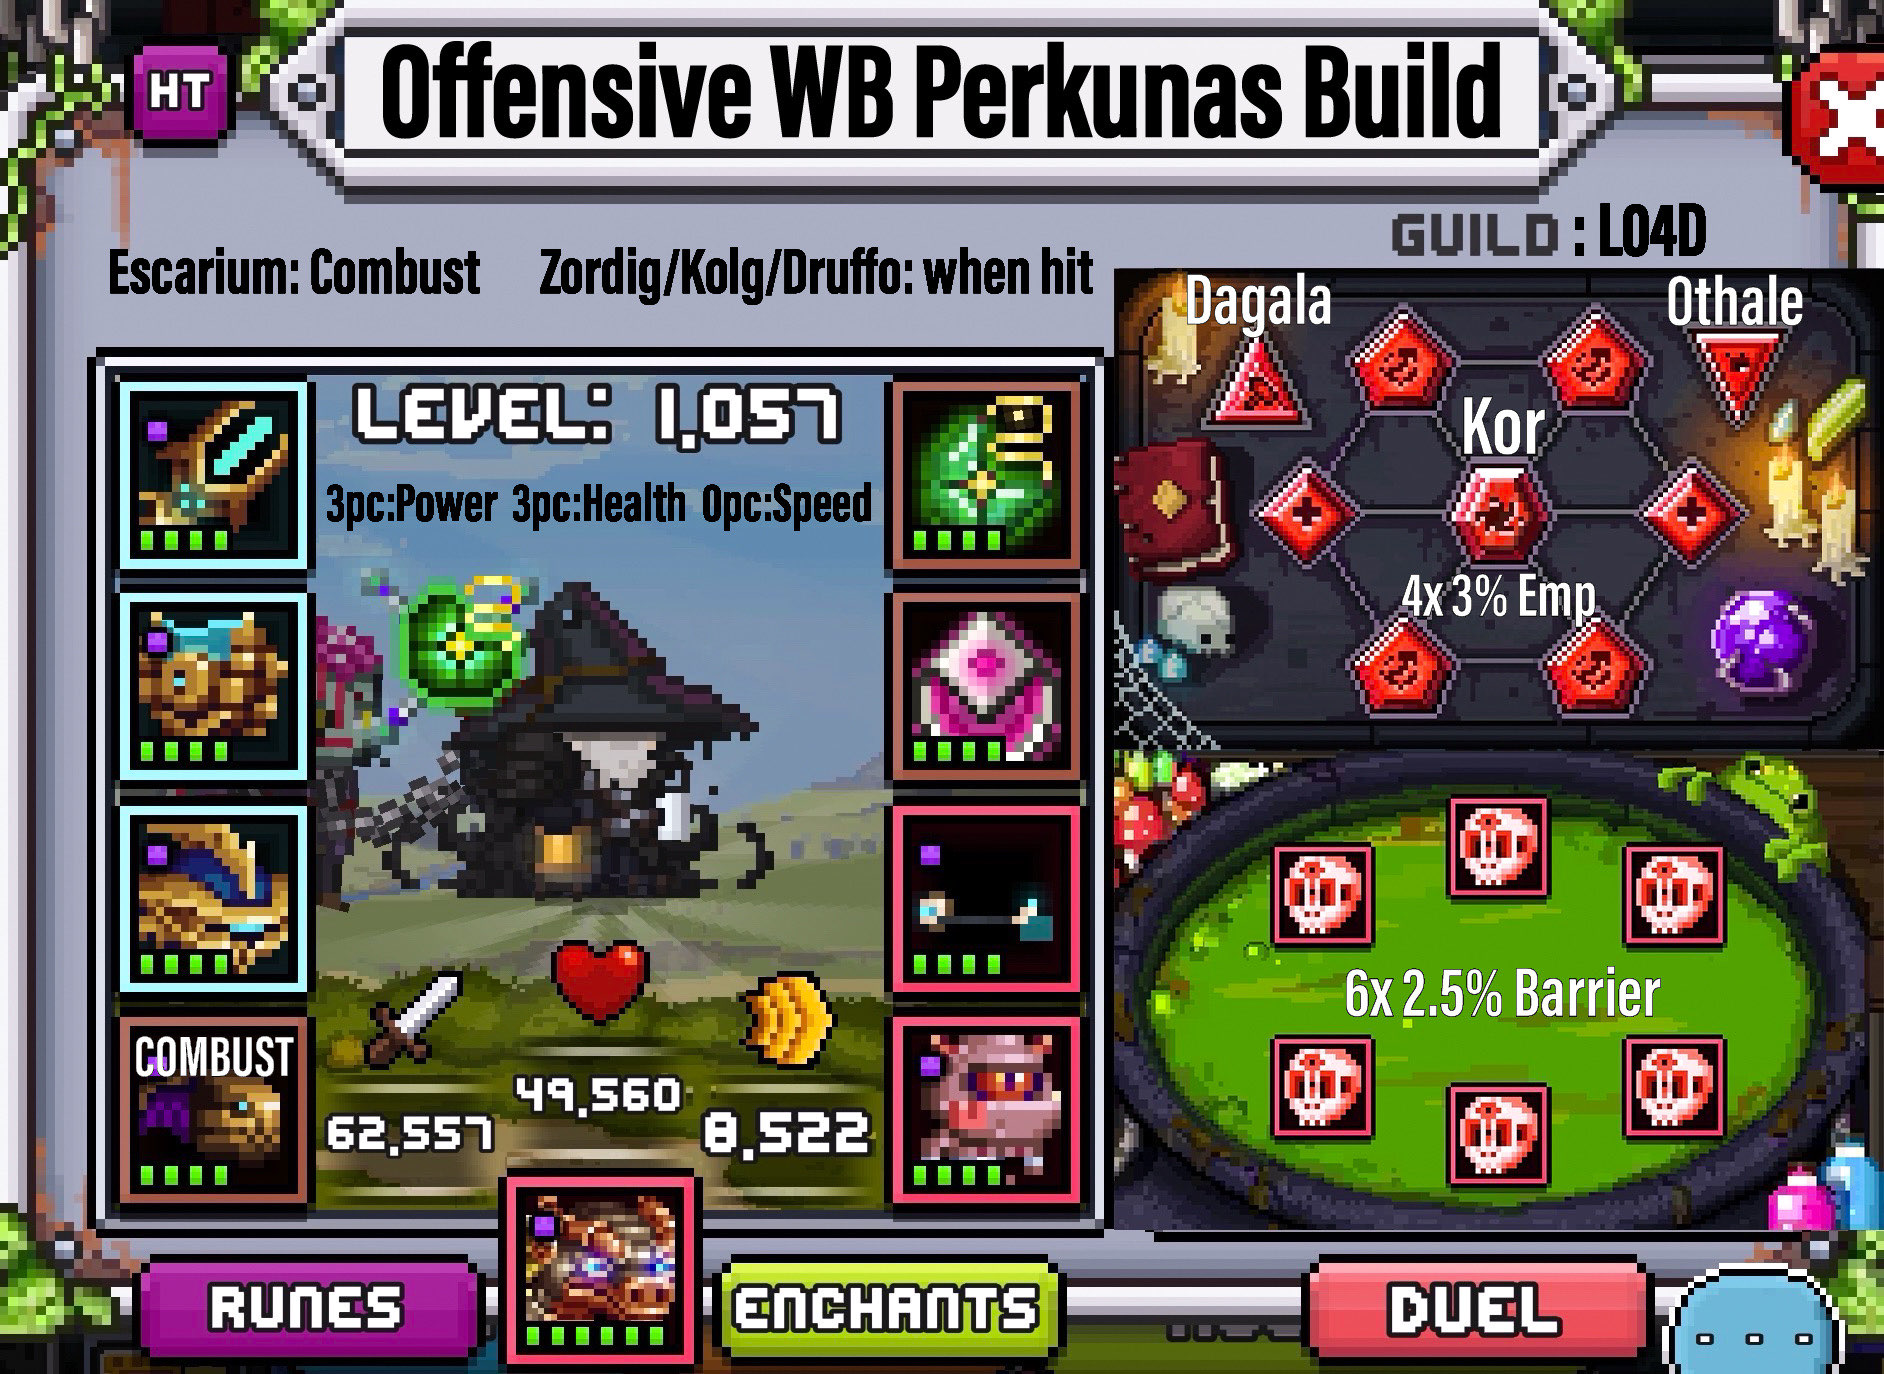 HT
Offensive WB Perkunas Build
GUILD : L04D
Escarium: Combust Zordig/Kolg/Druffo: when hit
Dagala
Othale
LEVEL: 1,057
Kor
3pc:Power 3pc:Health 0pc:Speed
4x 3% Emp
6x 2.5% Barrier
COMBUST
49,560
62,557
8,522
RUNES
ENCHANTS
DUEL